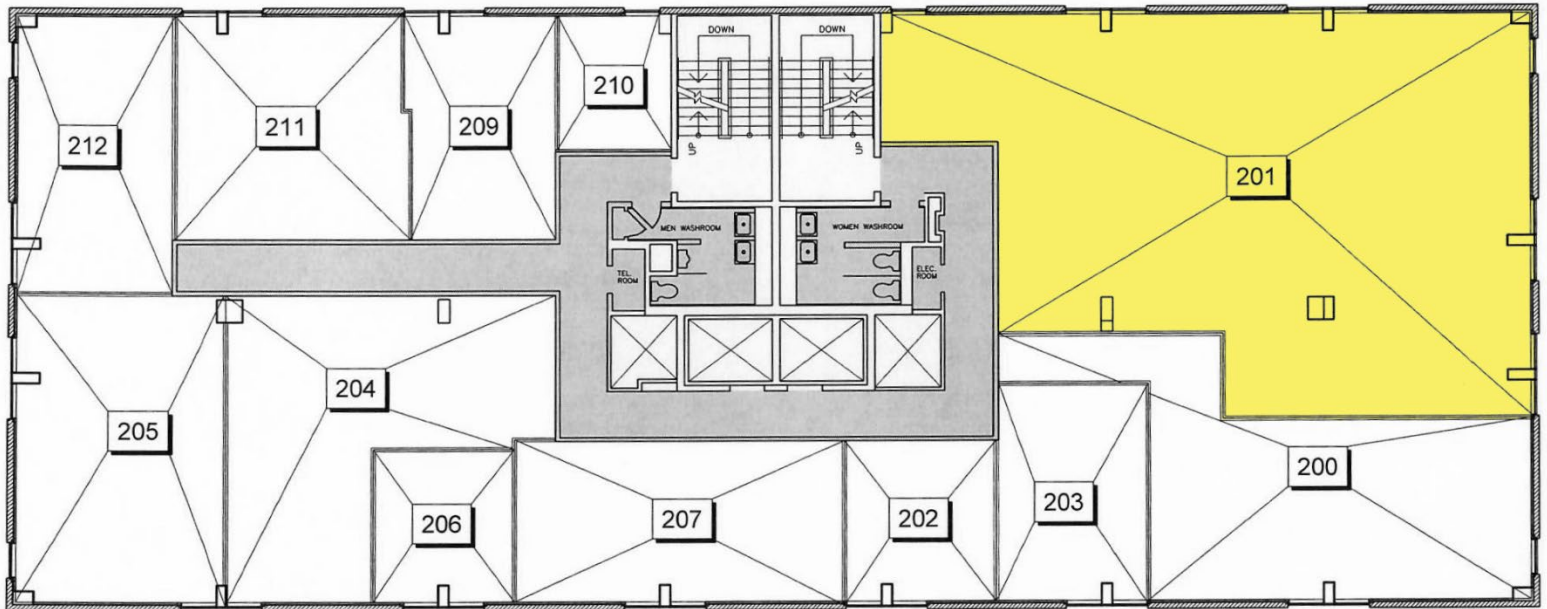 DOWN
DOWN
210
212
211
209
UP
UP
201
MEN WASHROOM
WOMEN WASHROOM
TEL.
ROOM
ELEC.
ROOM
204
205
200
203
206
207
202